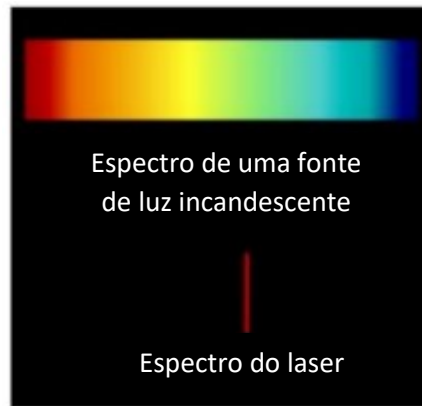 Espectro de uma fonte
de luz incandescente
Espectro do laser